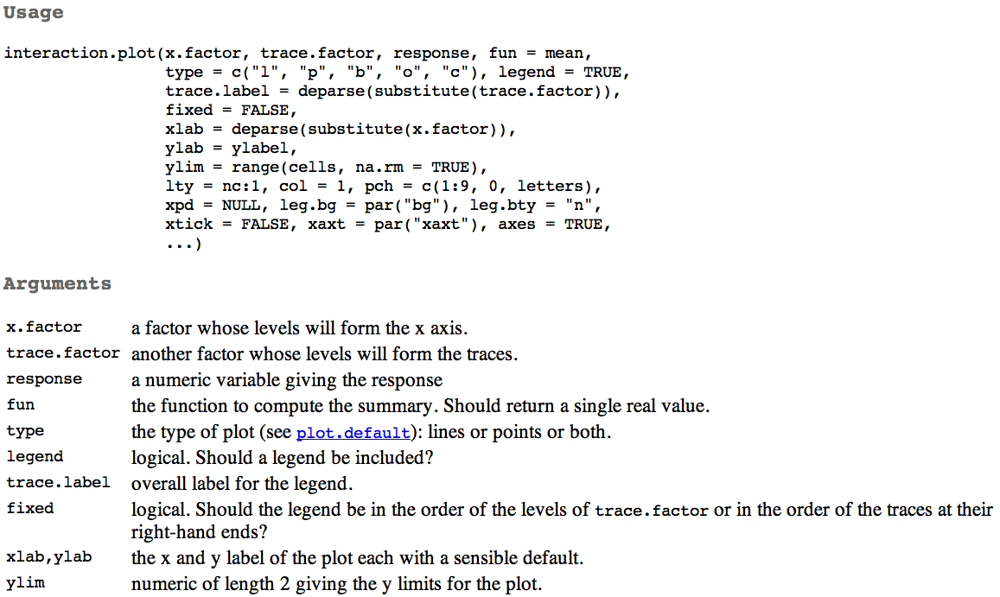 Usage
interaction.plot(x.factor, trace.factor, response, fun = mean,
type = c("l", "p", "b", "o", "c"), legend = TRUE,
trace.label = deparse(substitute(trace.factor)),
fixed = FALSE,
xlab = deparse(substitute(x.factor)),
ylab = ylabel,
ylim = range(cells, na.rm = TRUE),
lty = nc:1, col = 1, pch = c(1:9, 0, letters),
xpd = NULL, leg.bg = par("bg"), leg.bty = "n",
xtick = FALSE, xaxt = par("xaxt"), axes = TRUE,
...)
Arguments
x.factor a factor whose levels will form the x axis.
trace.factor another factor whose levels will form the traces.
response a numeric variable giving the response
fun the function to compute the summary. Should return a single real value.
type the type of plot (see plot.default): lines or points or both.
legend logical. Should a legend be included?
trace.label overall label for the legend.
fixed logical. Should the legend be in the order of the levels of trace.factor or in the order of the traces at their
right-hand ends?
xlab,ylab the x and y label of the plot each with a sensible default.
ylim numeric of length 2 giving the y limits for the plot.